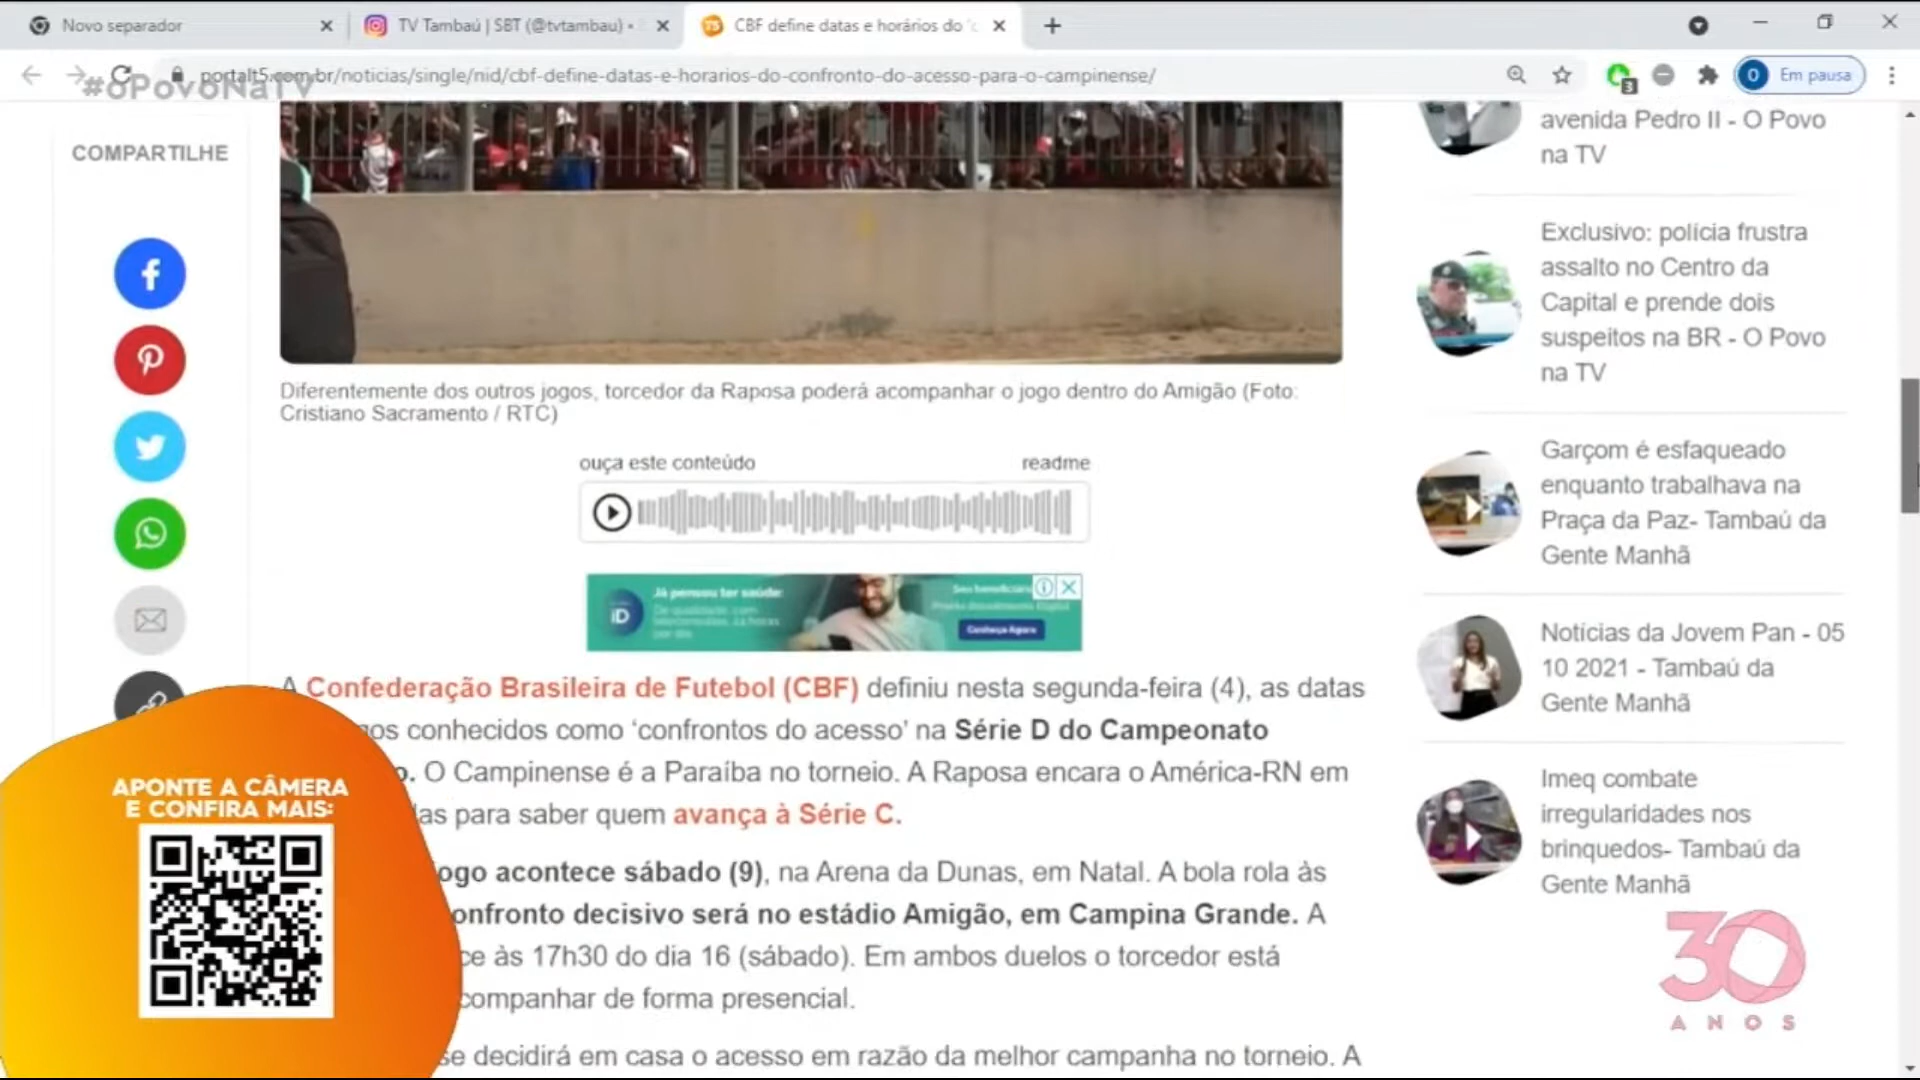 Novo separador
TV Tambaú | SBT (@tvtambau) •
CBF define datas e horários do
portalt5.com.br/noticias/single/nid/cbf-define-datas-e-horarios-do-confronto-do-acesso-para-o-campinense/
#oPovoNaTV
3
O
Em pausa
COMPARTILHE
avenida Pedro II - O Povo
na TV
Exclusivo: polícia frustra
assalto no Centro da
Capital e prende dois
suspeitos na BR - O Povo
na TV
Garçom é esfaqueado
enquanto trabalhava na
Praça da Paz- Tambaú da
Gente Manhã
Notícias da Jovem Pan - 05
10 2021 - Tambaú da
Gente Manhã
Imeq combate
irregularidades nos
brinquedos- Tambaú da
Gente Manhã
Diferentemente dos outros jogos, torcedor da Raposa poderá acompanhar o jogo dentro do Amigão (Foto:
Cristiano Sacramento / RTC)
ouça este conteúdo readme
iD
Já pensou ter saúde
Conheça Agora
A Confederação Brasileira de Futebol (CBF) definiu nesta segunda-feira (4), as datas
gos conhecidos como ‘confrontos do acesso’ na Série D do Campeonato
o. O Campinense é a Paraíba no torneio. A Raposa encara o América-RN em
as para saber quem avança à Série C.
ogo acontece sábado (9), na Arena da Dunas, em Natal. A bola rola às
onfronto decisivo será no estádio Amigão, em Campina Grande. A
ce às 17h30 do dia 16 (sábado). Em ambos duelos o torcedor está
companhar de forma presencial.
se decidirá em casa o acesso em razão da melhor campanha no torneio. A
APONTE A CÂMERA
E CONFIRA MAIS:
30
ANOS